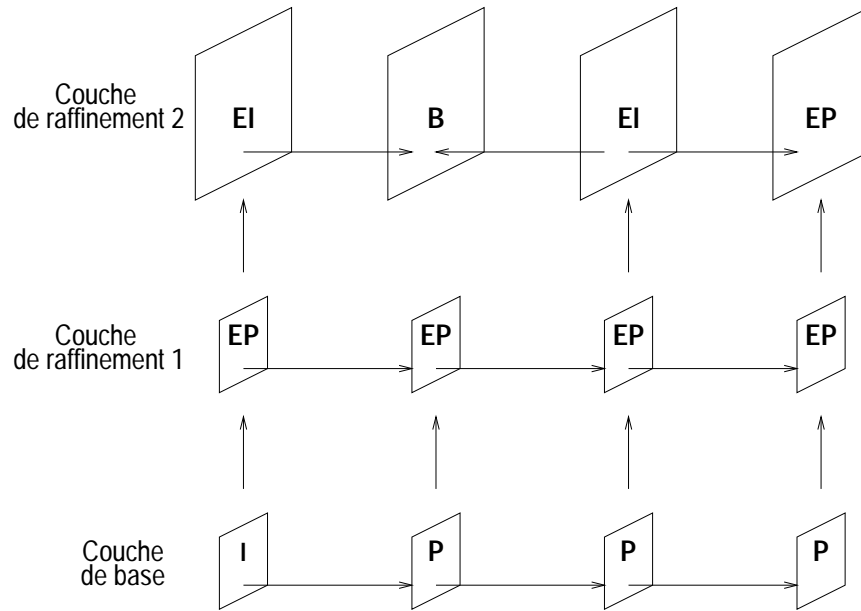 Couche
de raffinement 2
EI
B
EI
EP
Couche
de raffinement 1
EP
EP
EP
EP
Couche
de base
I
P
P
P